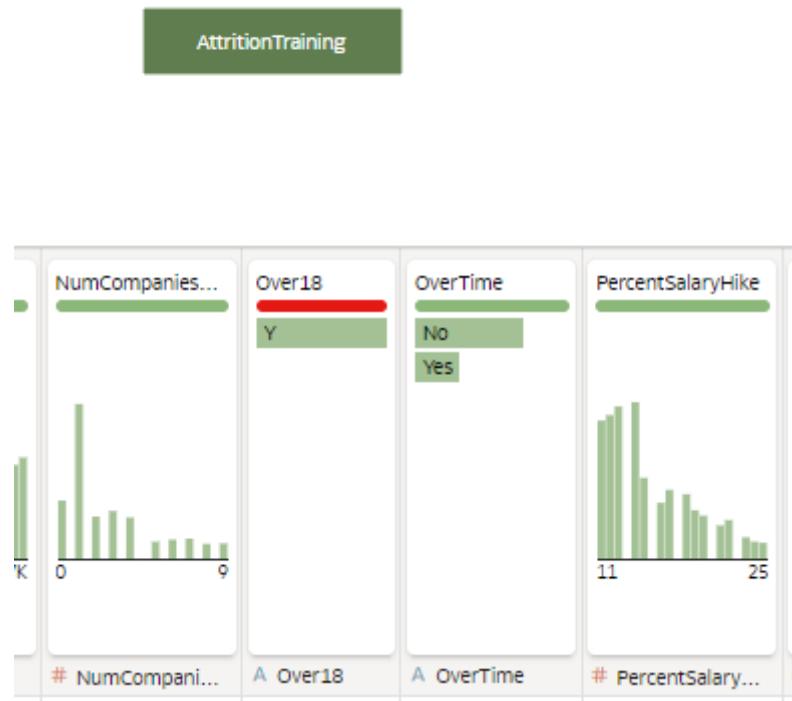 AttritionTraining
NumCompanies...
Over18
OverTime
PercentSalaryHike
Y
No
Yes
K
0
9
11
25
# NumCompani...
A Over18
A OverTime
# PercentSalary...